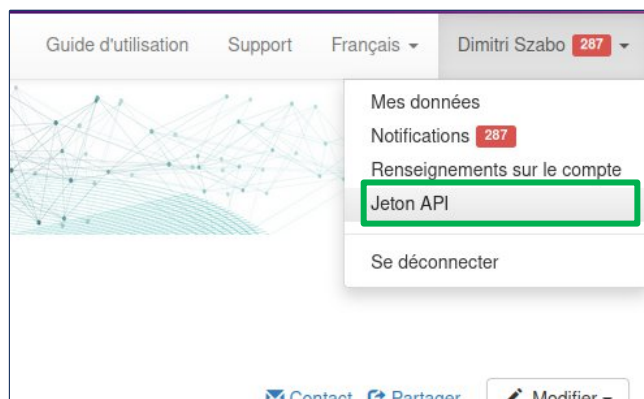 Guide d'utilisation Support Français Dimitri Szabo 287
Mes données
Notifications 287
Renseignements sur le compte
Jeton API
Se déconnecter
Contact Partager Modifier